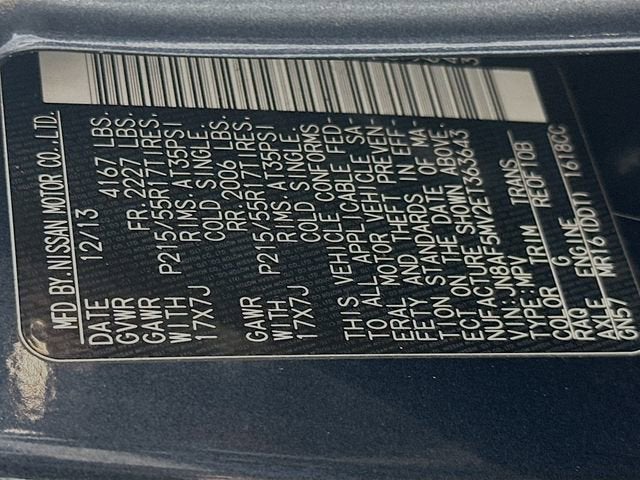 MFD BY. NISSAN MOTOR CO., LTD.
DATE 12/13
GVWR 4167 LBS.
GAWR FR. 2227 LBS.
WITH P215/55R17TIRES.
17X7J RIMS. AT35PSI
COLD SINGLE.
GAWR RR. 2006 LBS.
WITH P215/55R17TIRES.
17X7J RIMS. AT35PSI
COLD SINGLE.
THIS VEHICLE CONFORMS
TO ALL APPLICABLE FED-
ERAL MOTOR VEHICLE SA-
FETY AND THEFT PREVEN-
TION STANDARDS IN EFF-
ECT ON THE DATE OF MA-
NUFACTURE SHOWN ABOVE.
VIN: JN8AF5MV2ET363643
TYPE: MPV
COLOR TRIM TRANS
RAQ G RE0F10B
AXLE ENGINE
GN57 MR16(DD1T) 1618CC